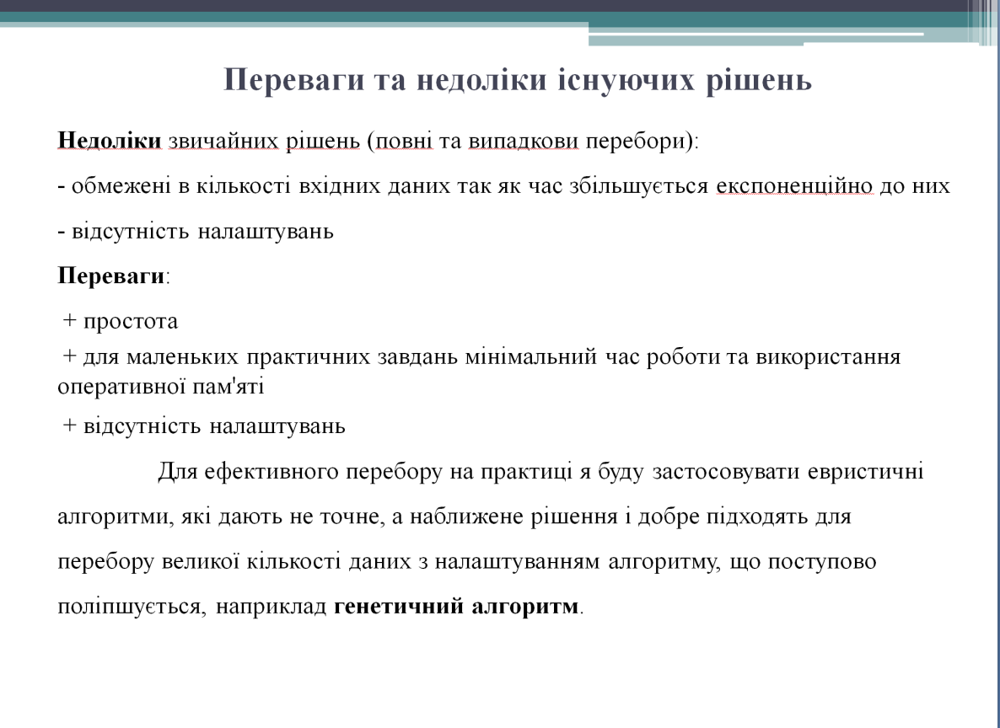 Переваги та недоліки існуючих рішень
Недоліки звичайних рішень (повні та випадкови перебори):
- обмежені в кількості вхідних даних так як час збільшується експоненційно до них
- відсутність налаштувань
Переваги:
+ простота
+ для маленьких практичних завдань мінімальний час роботи та використання
оперативної пам'яті
+ відсутність налаштувань
Для ефективного перебору на практиці я буду застосовувати евристичні
алгоритми, які дають не точне, а наближене рішення і добре підходять для
перебору великої кількості даних з налаштуванням алгоритму, що поступово
поліпшується, наприклад генетичний алгоритм.